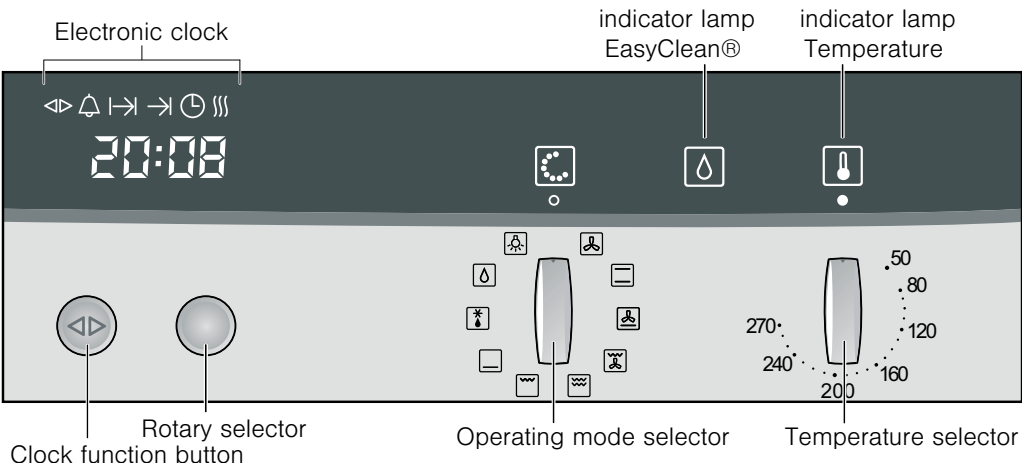 indicator lamp
EasyClean®
indicator lamp
Temperature
Electronic clock
20:08
50
80
120
160
200
240
270
Rotary selector
Clock function button
Operating mode selector
Temperature selector